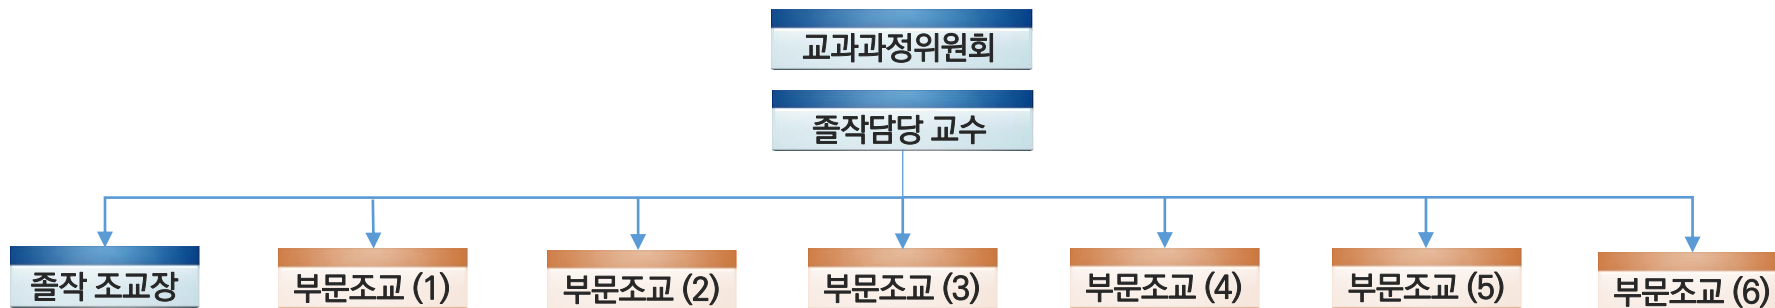 교과과정위원회
졸작담당 교수
졸작 조교장
부문조교 (1)
부문조교 (2)
부문조교 (3)
부문조교 (4)
부문조교 (5)
부문조교 (6)